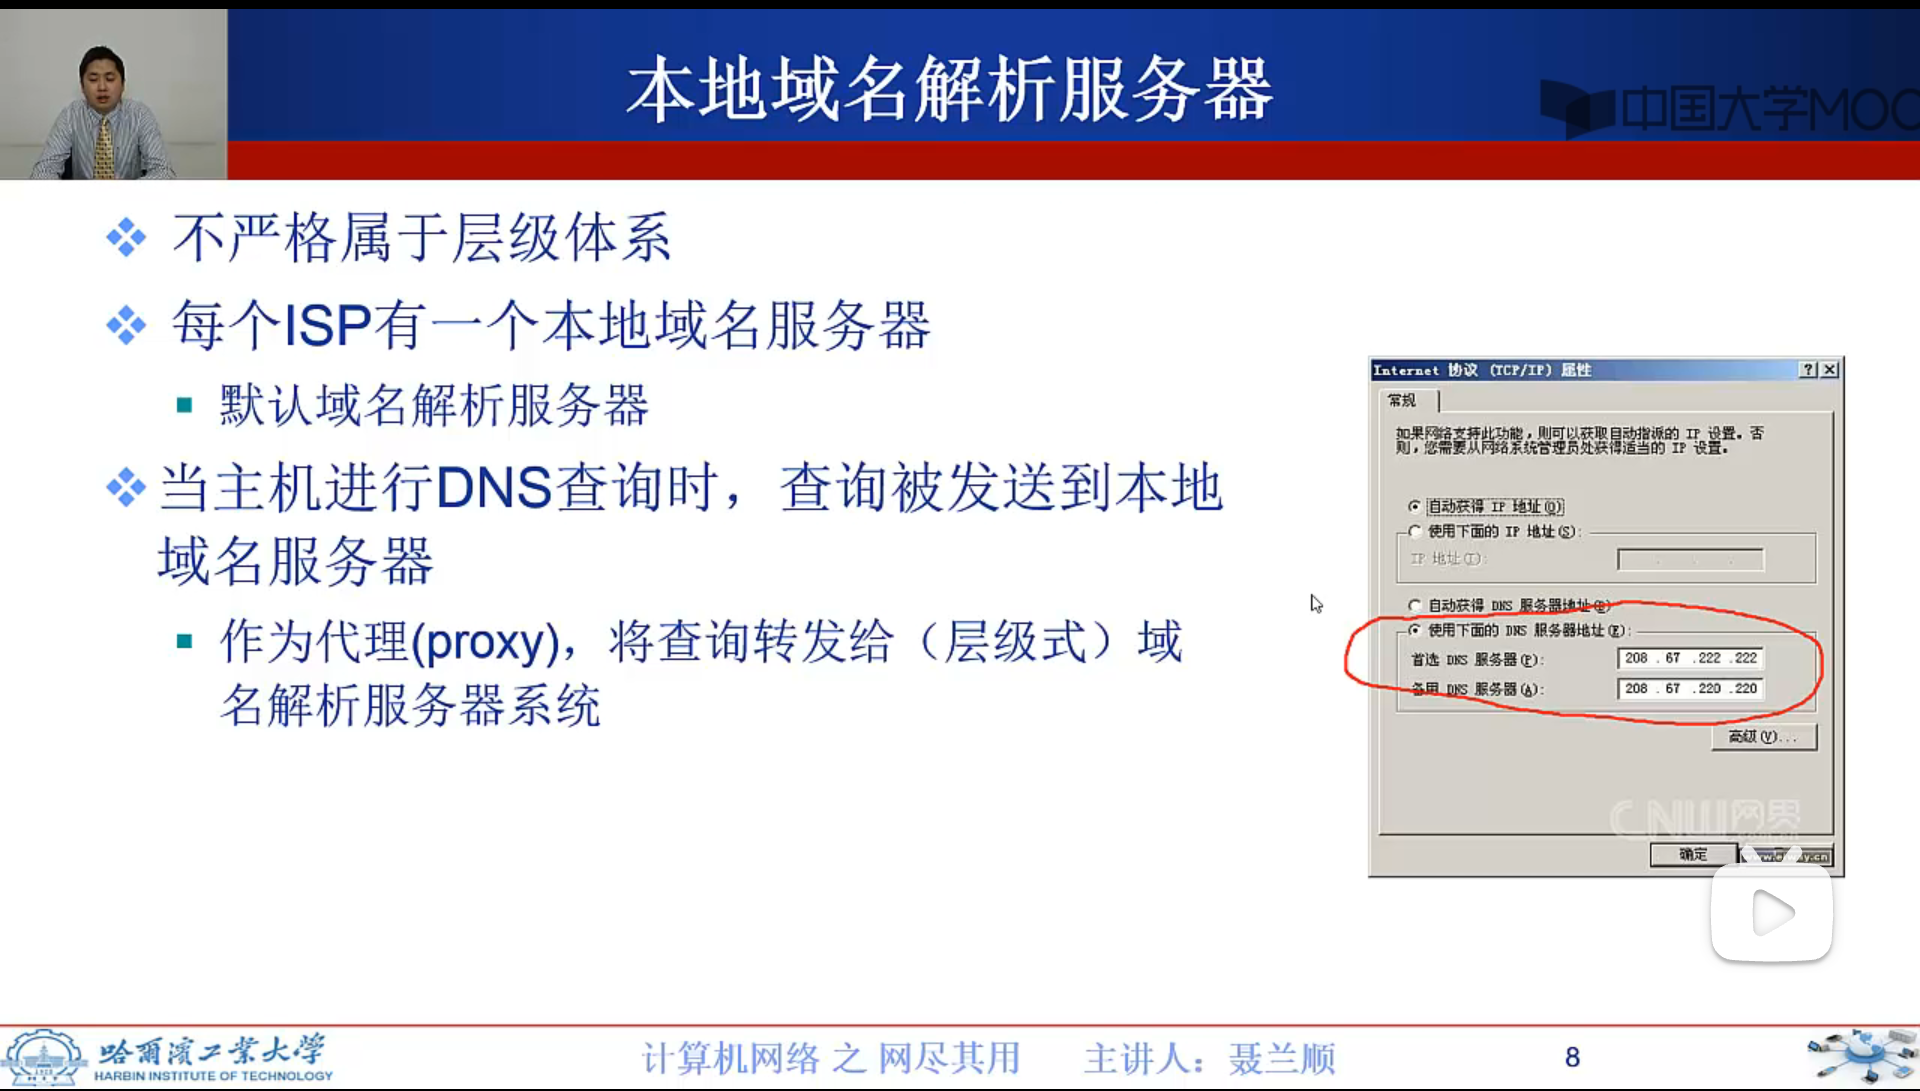 本地域名解析服务器
中国大学MOO
不严格属于层级体系
每个ISP有一个本地域名服务器
默认域名解析服务器
当主机进行DNS查询时，查询被发送到本地
域名服务器
作为代理(proxy)，将查询转发给（层级式）域
名解析服务器系统
Internet 协议 (TCP/IP) 属性
常规
如果网络支持此功能，则可以获取自动指派的 IP 设置。否
则，您需要从网络系统管理员处获得适当的 IP 设置。
自动获得 IP 地址(O)
使用下面的 IP 地址(S):
IP 地址(I):
自动获得 DNS 服务器地址(B)
使用下面的 DNS 服务器地址(E):
首选 DNS 服务器(P): 208 . 67 .222 .222
备用 DNS 服务器(A): 208 . 67 .220 .220
高级(V)...
CNW网界
确定
哈尔滨工业大学
HARBIN INSTITUTE OF TECHNOLOGY
计算机网络 之 网尽其用
主讲人：聂兰顺
8